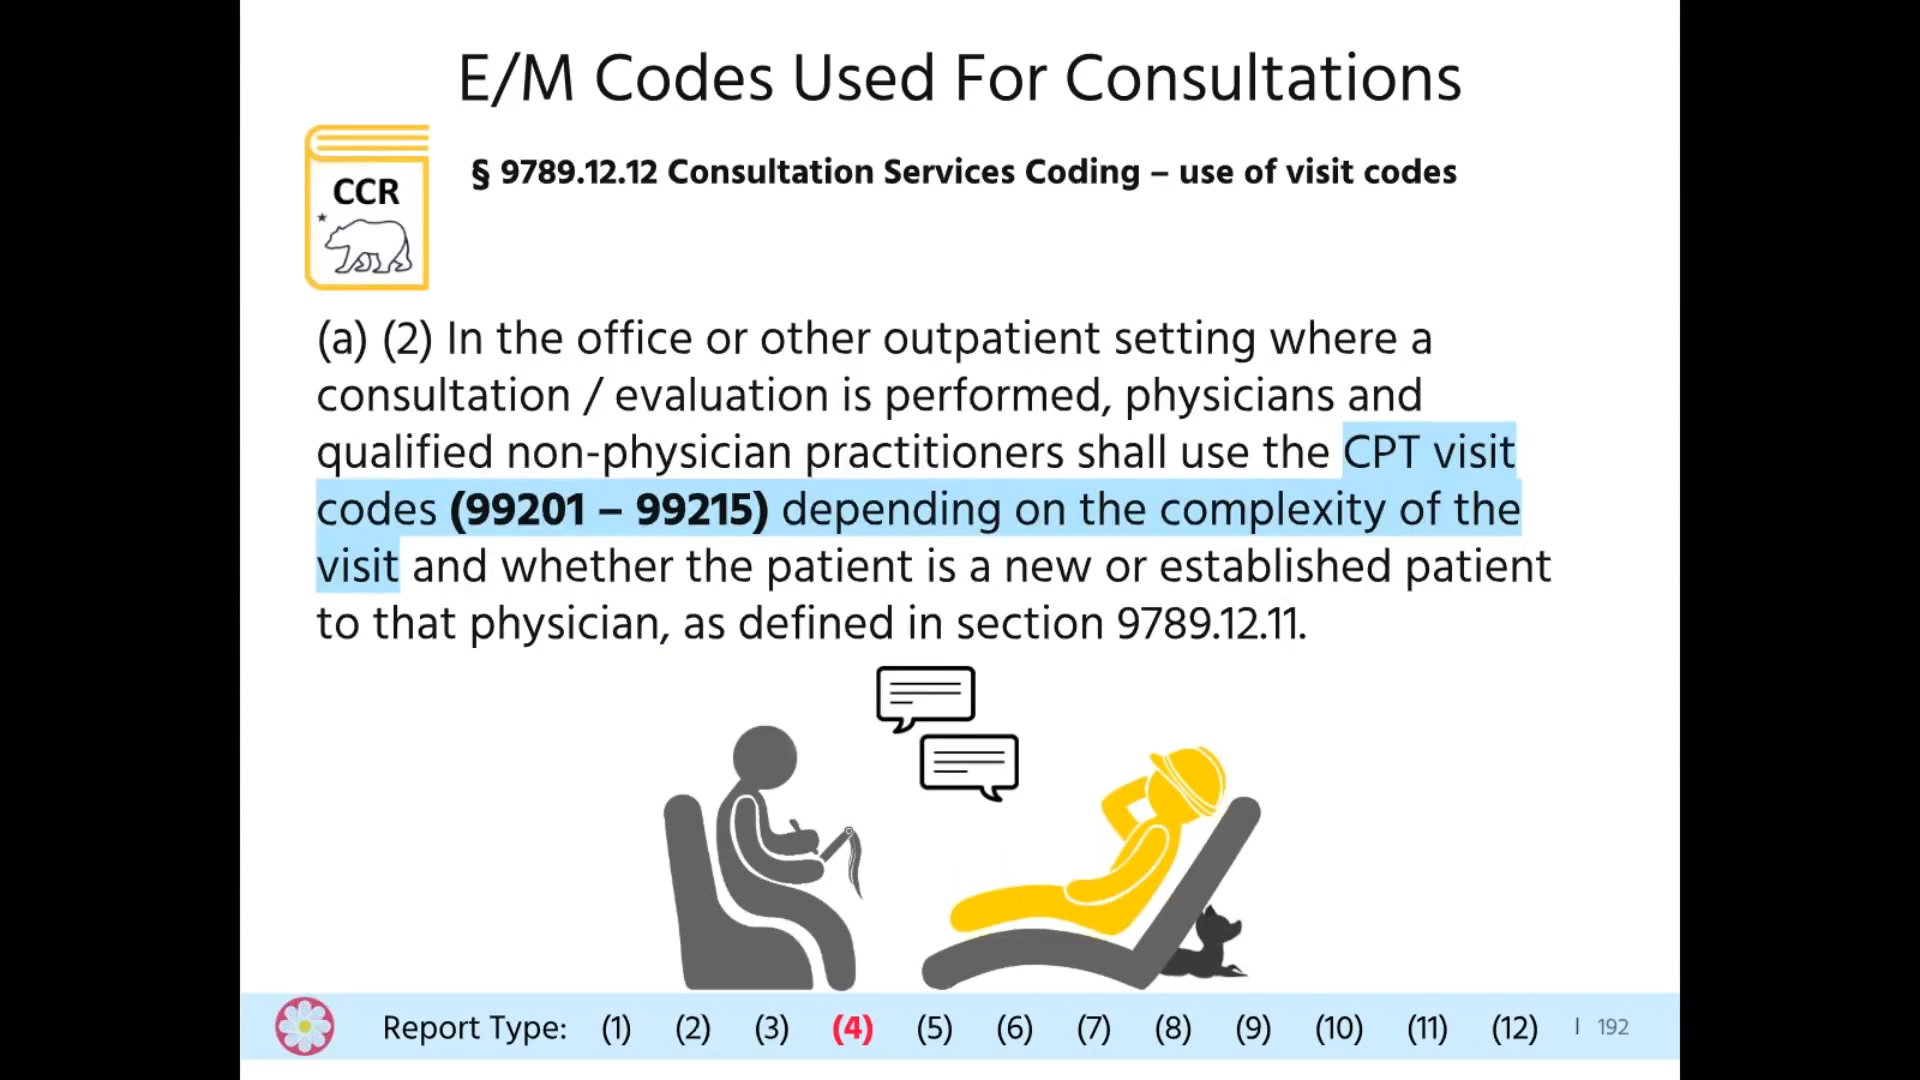 E/M Codes Used For Consultations
CCR
§ 9789.12.12 Consultation Services Coding – use of visit codes
(a) (2) In the office or other outpatient setting where a
consultation / evaluation is performed, physicians and
qualified non-physician practitioners shall use the CPT visit
codes (99201 – 99215) depending on the complexity of the
visit and whether the patient is a new or established patient
to that physician, as defined in section 9789.12.11.
Report Type: (1) (2) (3) (4) (5) (6) (7) (8) (9) (10) (11) (12) | 192